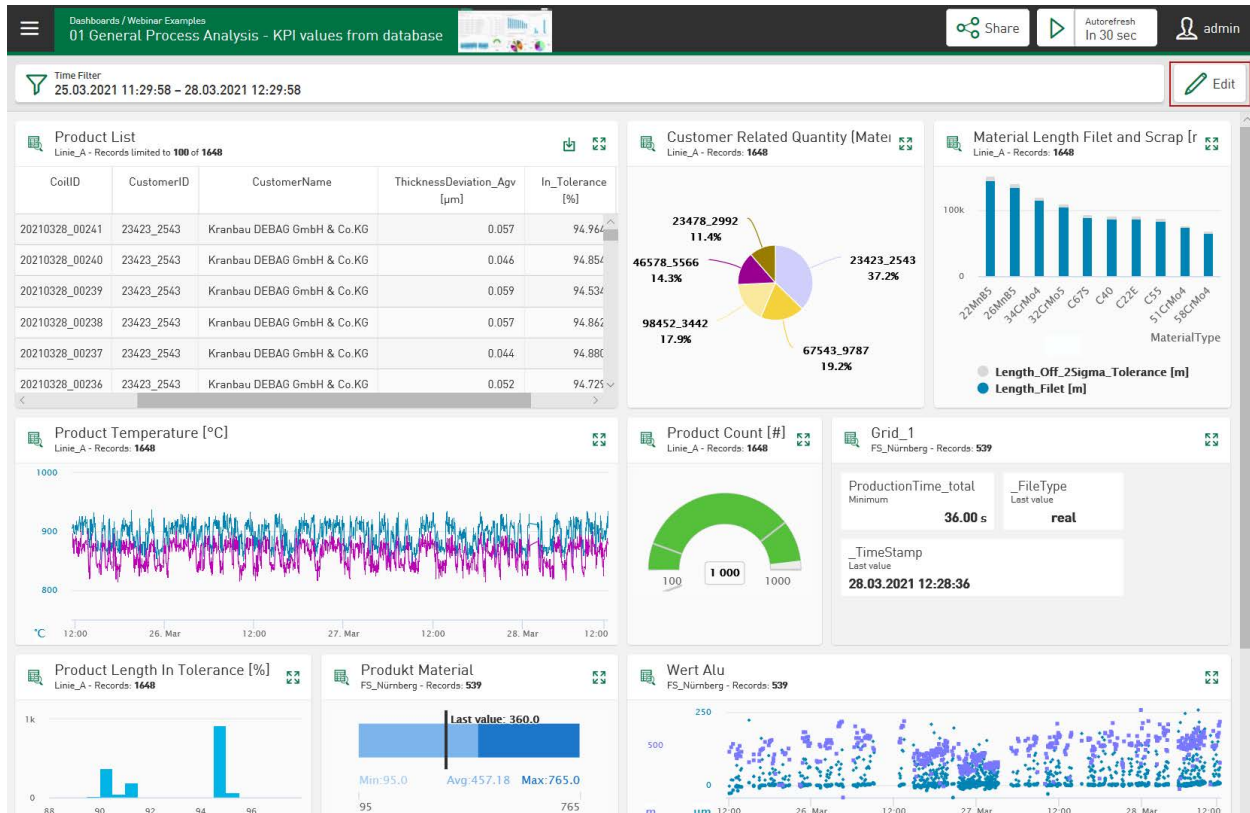 Dashboards / Webinar Examples
01 General Process Analysis - KPI values from database
Share
Autorefresh
In 30 sec
admin
Time Filter
25.03.2021 11:29:58 – 28.03.2021 12:29:58
Edit
Product List
Linie_A - Records limited to 100 of 1648
CoilID CustomerID CustomerName ThicknessDeviation_Agv [µm] In_Tolerance [%]
20210328_00241 23423_2543 Kranbau DEBAG GmbH & Co.KG 0.057 94.964
20210328_00240 23423_2543 Kranbau DEBAG GmbH & Co.KG 0.046 94.854
20210328_00239 23423_2543 Kranbau DEBAG GmbH & Co.KG 0.059 94.534
20210328_00238 23423_2543 Kranbau DEBAG GmbH & Co.KG 0.057 94.862
20210328_00237 23423_2543 Kranbau DEBAG GmbH & Co.KG 0.044 94.880
20210328_00236 23423_2543 Kranbau DEBAG GmbH & Co.KG 0.052 94.729
Customer Related Quantity (Mater
Linie_A - Records: 1648
23478_2992
11.4%
46578_5566
14.3%
23423_2543
37.2%
98452_3442
17.9%
67543_9787
19.2%
Material Length Filet and Scrap [r
Linie_A - Records: 1648
100k
0
22MnB5 26MnB5 34CrMo4 32CrMo5 C67S C40 C22E C55 51CrMo4 58CrMo4
MaterialType
Length_Off_2Sigma_Tolerance [m]
Length_Filet [m]
Product Temperature [°C]
Linie_A - Records: 1648
1000
900
800
°C 12:00 26. Mar 12:00 27. Mar 12:00 28. Mar 12:00
Product Count [#]
Linie_A - Records: 1648
100 1 000 1000
Grid_1
FS_Nürnberg - Records: 539
ProductionTime_total
Minimum
36.00 s
_FileType
Last value
real
_TimeStamp
Last value
28.03.2021 12:28:36
Product Length In Tolerance [%]
Linie_A - Records: 1648
1k
0
88 90 92 94 96
Produkt Material
FS_Nürnberg - Records: 539
Last value: 360.0
Min:95.0 Avg:457.18 Max:765.0
95 765
Wert Alu
FS_Nürnberg - Records: 539
250
500
0
m µm 12:00 26. Mar 12:00 27. Mar 12:00 28. Mar 12:00